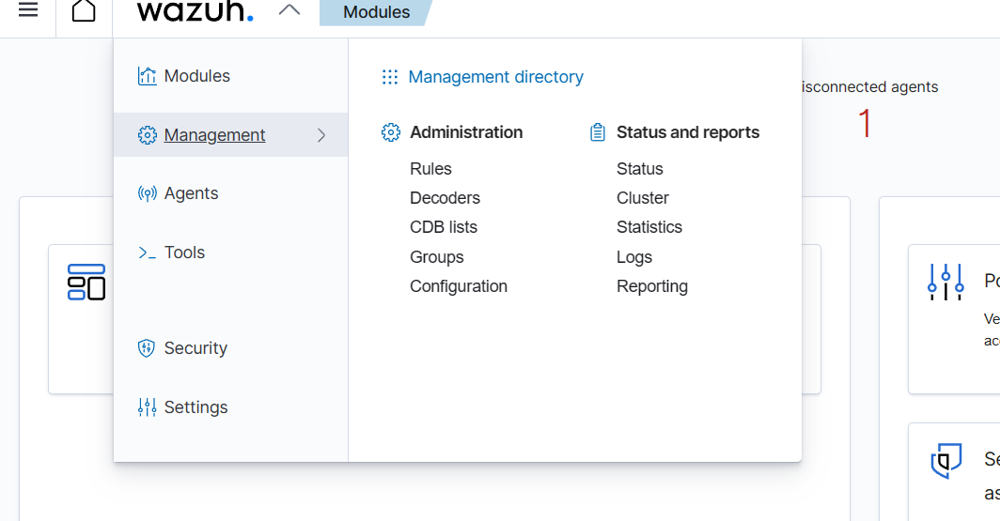 wazuh.
Modules
Modules
Management
Agents
Tools
Security
Settings
Management directory
Administration
Rules
Decoders
CDB lists
Groups
Configuration
Status and reports
Status
Cluster
Statistics
Logs
Reporting
isconnected agents
1
Po
Ve
acc
Se
as